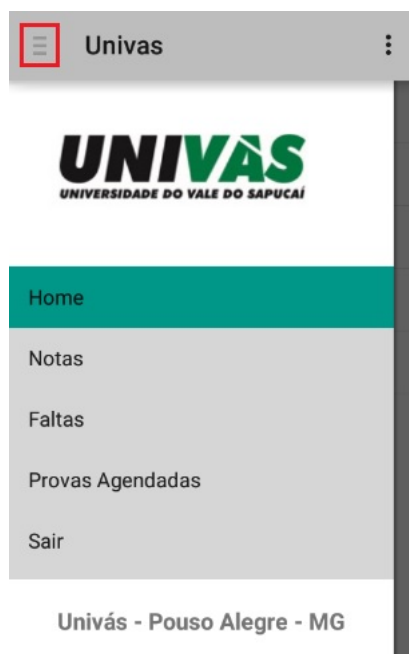 Univas
UNIVÁS
UNIVERSIDADE DO VALE DO SAPUCAÍ
Home
Notas
Faltas
Provas Agendadas
Sair
Univás - Pouso Alegre - MG